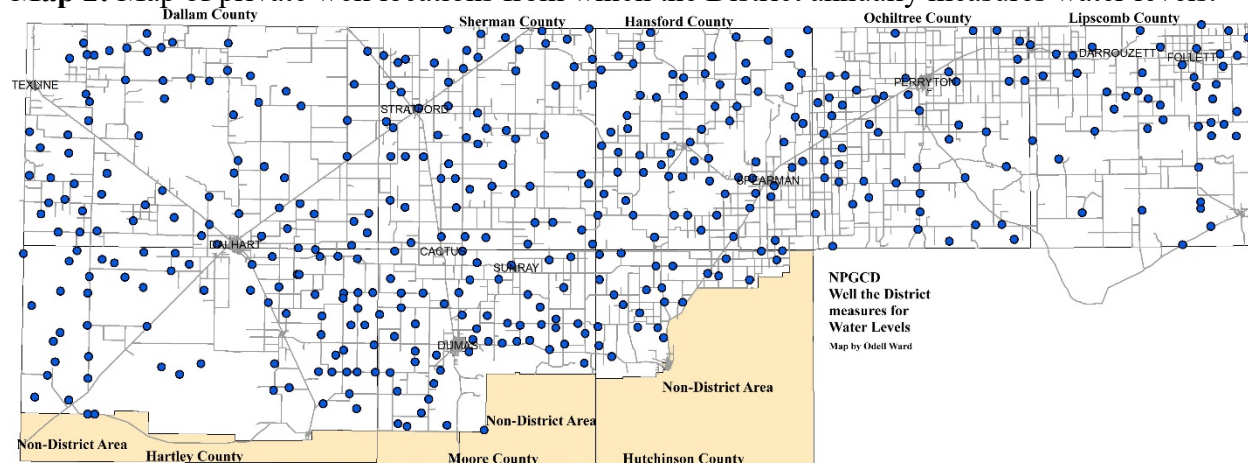 Map 2: Map of private well locations from which the District annually measures water levels.
Dallam County
Sherman County
Hansford County
Ochiltree County
Lipscomb County
TEXLINE
STRATFORD
PERRYTON
DARROUZETT
FOLLETT
SPEARMAN
DALHART
CACTUS
SUNRAY
DUMAS
NPGCD
Well the District
measures for
Water Levels
Map by Odell Ward
Non-District Area
Non-District Area
Non-District Area
Hartley County
Moore County
Hutchinson County